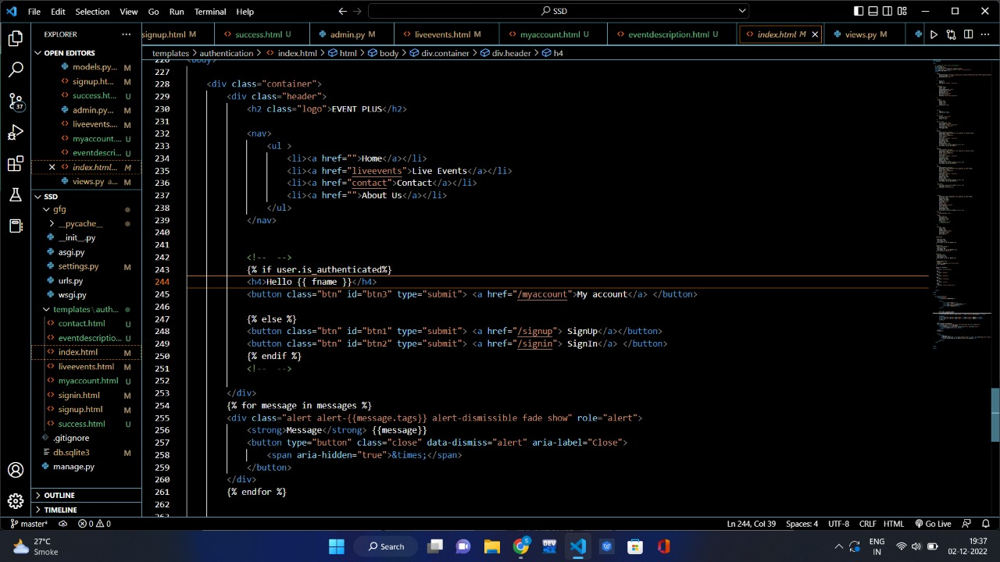 File Edit Selection View Go Run Terminal Help
SSD
EXPLORER
signup.html M
success.html U
admin.py M
liveevents.html M
myaccount.html U
eventdescription.html U
index.html M
views.py M
OPEN EDITORS
models.py... M
signup.ht... M
success.ht... U
admin.py... M
liveevents.... M
myaccount.... U
eventdescri... U
index.html... M
views.py a... M
SSD
gfg
__pycache__
__init__.py
asgi.py
settings.py M
urls.py
wsgi.py
templates \ auth...
contact.html U
eventdescriptio... U
index.html M
liveevents.html M
myaccount.html U
signin.html M
signup.html M
success.html U
.gitignore
db.sqlite3 M
manage.py
OUTLINE
TIMELINE
templates > authentication > index.html > html > body > div.container > div.header > h4
226 <body>
227
228 <div class="container">
229 <div class="header">
230 <h2 class="logo">EVENT PLUS</h2>
231
232 <nav>
233 <ul >
234 <li><a href="">Home</a></li>
235 <li><a href="liveevents">Live Events</a></li>
236 <li><a href="contact">Contact</a></li>
237 <li><a href="">About Us</a></li>
238 </ul>
239 </nav>
240
241
242 <!-- -->
243 {% if user.is_authenticated%}
244 <h4>Hello {{ fname }}</h4>
245 <button class="btn" id="btn3" type="submit"> <a href="/myaccount">My account</a> </button>
246
247 {% else %}
248 <button class="btn" id="btn1" type="submit"> <a href="/signup"> SignUp</a> </button>
249 <button class="btn" id="btn2" type="submit"> <a href="/signin"> SignIn</a> </button>
250 {% endif %}
251 <!-- -->
252
253 </div>
254 {% for message in messages %}
255 <div class="alert alert-{{message.tags}} alert-dismissible fade show" role="alert">
256 <strong>Message</strong> {{message}}
257 <button type="button" class="close" data-dismiss="alert" aria-label="Close">
258 <span aria-hidden="true">&times;</span>
259 </button>
260 </div>
261 {% endfor %}
262
263
master* 0 0
Ln 244, Col 39 Spaces: 4 UTF-8 CRLF HTML Go Live
27°C
Smoke
Search
DEV
ENG
IN
19:37
02-12-2022
37